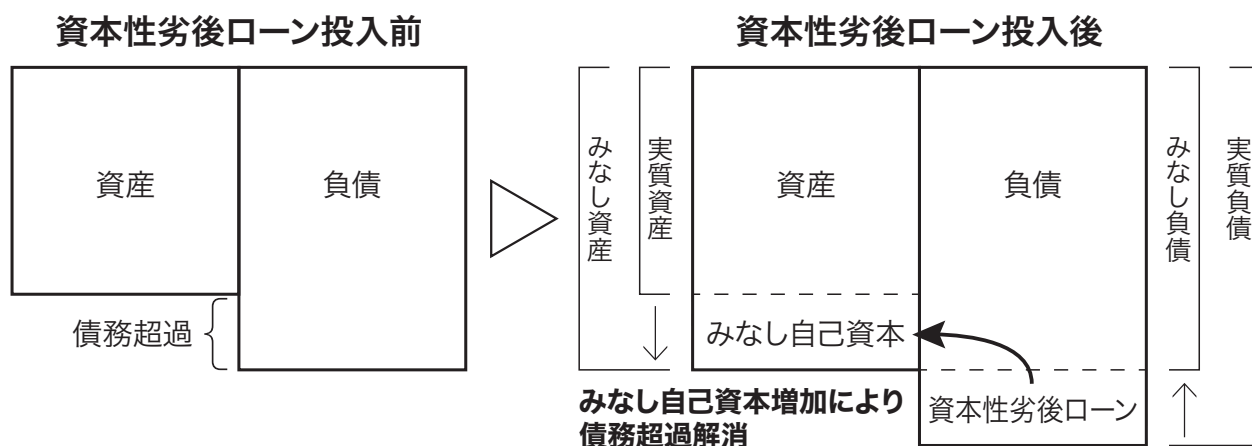 資本性劣後ローン投入前
資産
負債
債務超過
資本性劣後ローン投入後
みなし資産
実質資産
資産
負債
みなし負債
実質負債
みなし自己資本
資本性劣後ローン
みなし自己資本増加により
債務超過解消